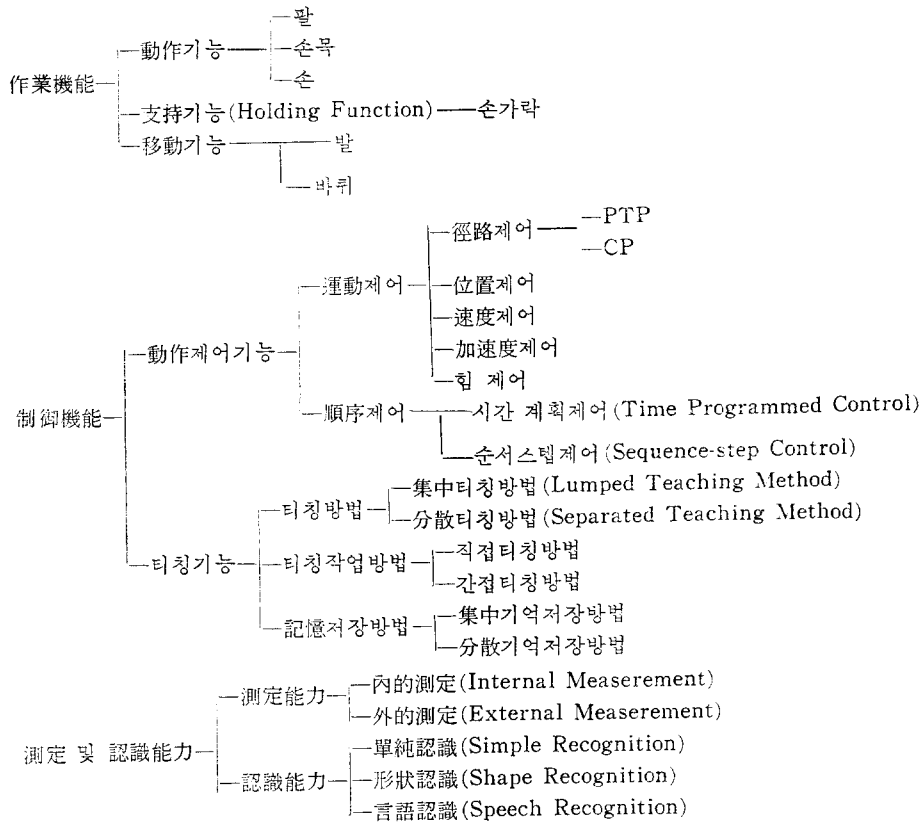 팔
動作기능 손목
손
作業機能
支持기능(Holding Function) 손가락
移動기능 발
바퀴
徑路제어 PTP
CP
運動제어 位置제어
速度제어
動作제어기능 加速度제어
힘 제어
制御機能 順序제어 시간 계획제어(Time Programmed Control)
순서스텝제어(Sequence-step Control)
티칭방법 集中티칭방법(Lumped Teaching Method)
分散티칭방법(Separated Teaching Method)
티칭기능 티칭작업방법 직접티칭방법
간접티칭방법
記憶저장방법 集中기억저장방법
分散기억저장방법
測定能力 內的測定(Internal Measerement)
外的測定(External Measerement)
測定 및 認識能力 單純認識(Simple Recognition)
認識能力 形狀認識(Shape Recognition)
言語認識(Speech Recognition)